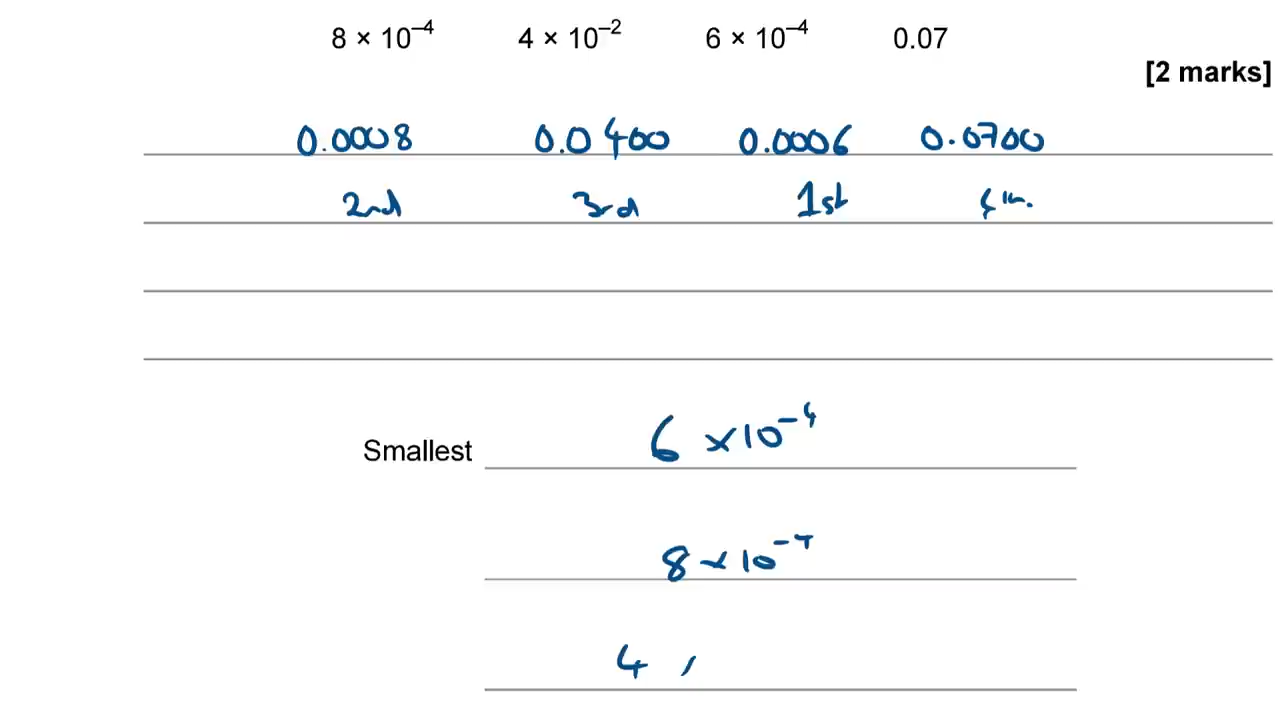 8 × 10⁻⁴ 4 × 10⁻² 6 × 10⁻⁴ 0.07
[2 marks]
0.0008 0.0400 0.0006 0.0700
2nd 3rd 1st 4th.
Smallest 6 × 10⁻⁴
8 × 10⁻⁴
4